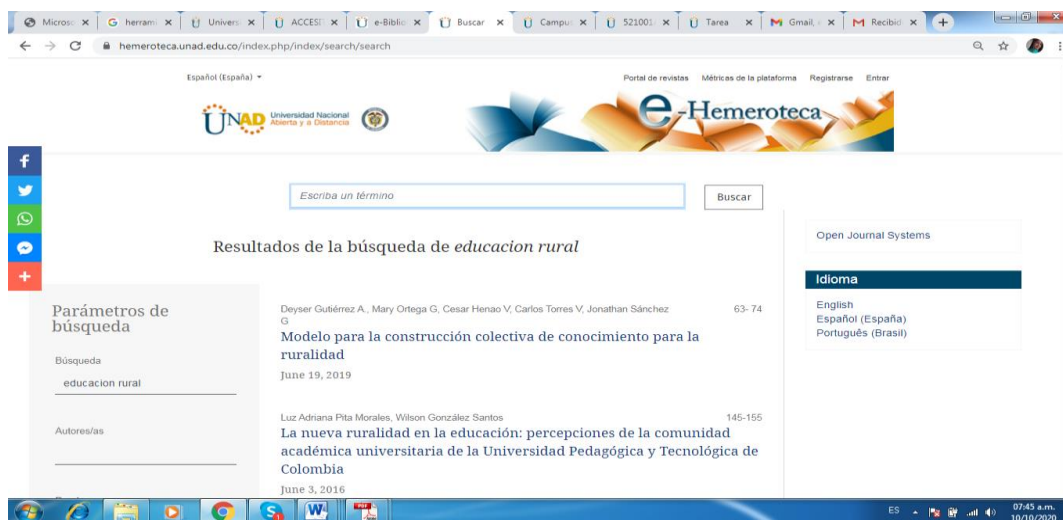 Microso
herrami
Univers
ACCESI
e-Biblio
Buscar
Campus
521001
Tarea
Gmail,
Recibid
hemeroteca.unad.edu.co/index.php/index/search/search
Español (España)
Portal de revistas Métricas de la plataforma Registrarse Entrar
UNAD Universidad Nacional
Abierta y a Distancia
e-Hemeroteca
Escriba un término
Buscar
Resultados de la búsqueda de educacion rural
Open Journal Systems
Idioma
English
Español (España)
Português (Brasil)
Parámetros de
búsqueda
Búsqueda
educacion rural
Autores/as
Deyser Gutiérrez A., Mary Ortega G, Cesar Henao V, Carlos Torres V, Jonathan Sánchez 63- 74
G
Modelo para la construcción colectiva de conocimiento para la
ruralidad
June 19, 2019
Luz Adriana Pita Morales, Wilson González Santos 145-155
La nueva ruralidad en la educación: percepciones de la comunidad
académica universitaria de la Universidad Pedagógica y Tecnológica de
Colombia
June 3, 2016
ES
07:45 a.m.
10/10/2020